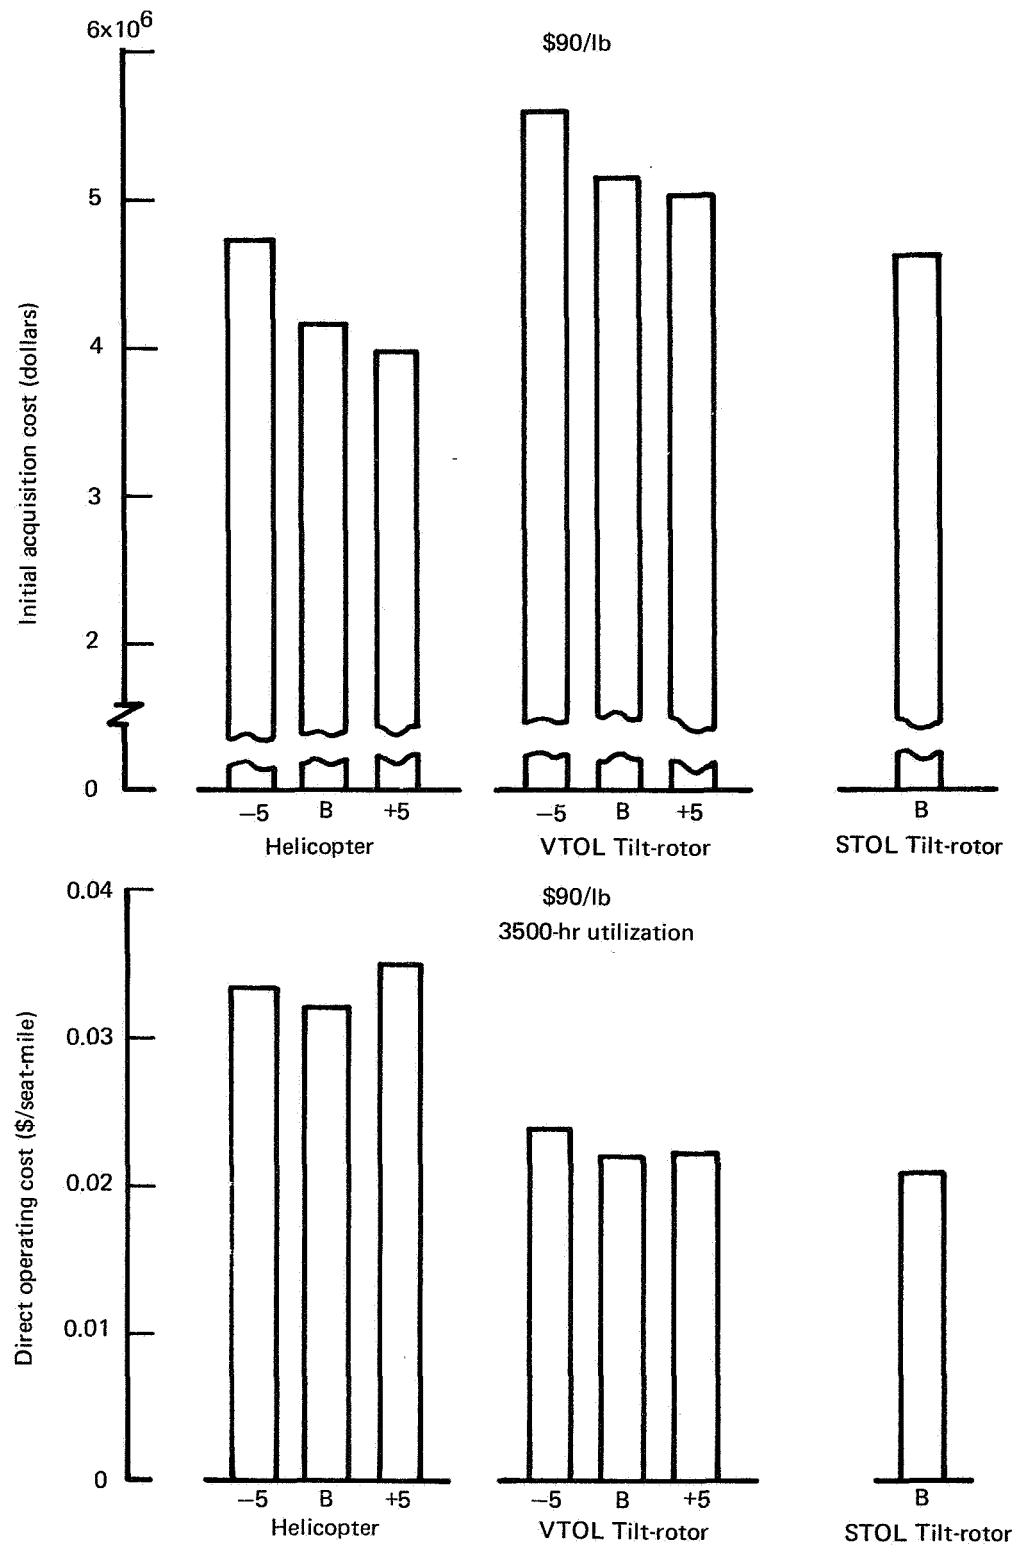 6x10⁶
$90/lb
5
4
3
2
0
Initial acquisition cost (dollars)
—5 B +5 —5 B +5 B
Helicopter VTOL Tilt-rotor STOL Tilt-rotor
0.04
$90/lb
3500-hr utilization
0.03
0.02
0.01
0
Direct operating cost ($/seat-mile)
—5 B +5 —5 B +5 B
Helicopter VTOL Tilt-rotor STOL Tilt-rotor